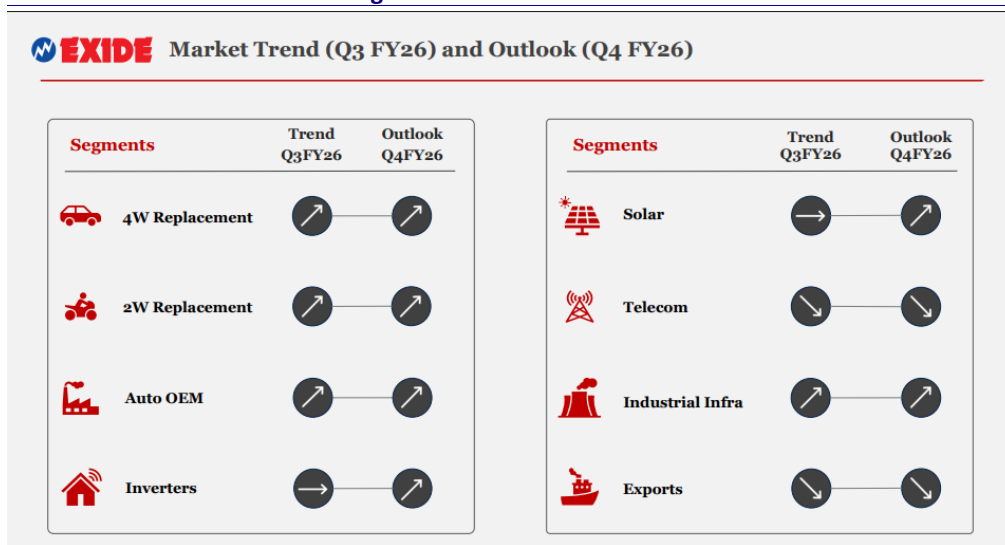 EXIDE Market Trend (Q3 FY26) and Outlook (Q4 FY26)
Segments Trend Q3FY26 Outlook Q4FY26
4W Replacement
2W Replacement
Auto OEM
Inverters
Segments Trend Q3FY26 Outlook Q4FY26
Solar
Telecom
Industrial Infra
Exports